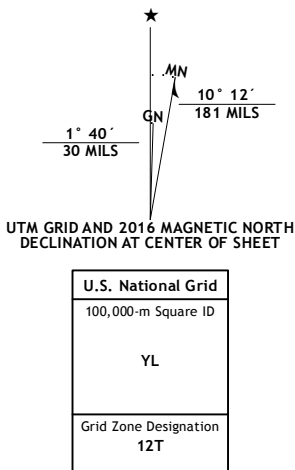 MN
10° 12´
181 MILS
GN
1° 40´
30 MILS
UTM GRID AND 2016 MAGNETIC NORTH
DECLINATION AT CENTER OF SHEET
U.S. National Grid
100,000-m Square ID
YL
Grid Zone Designation
12T